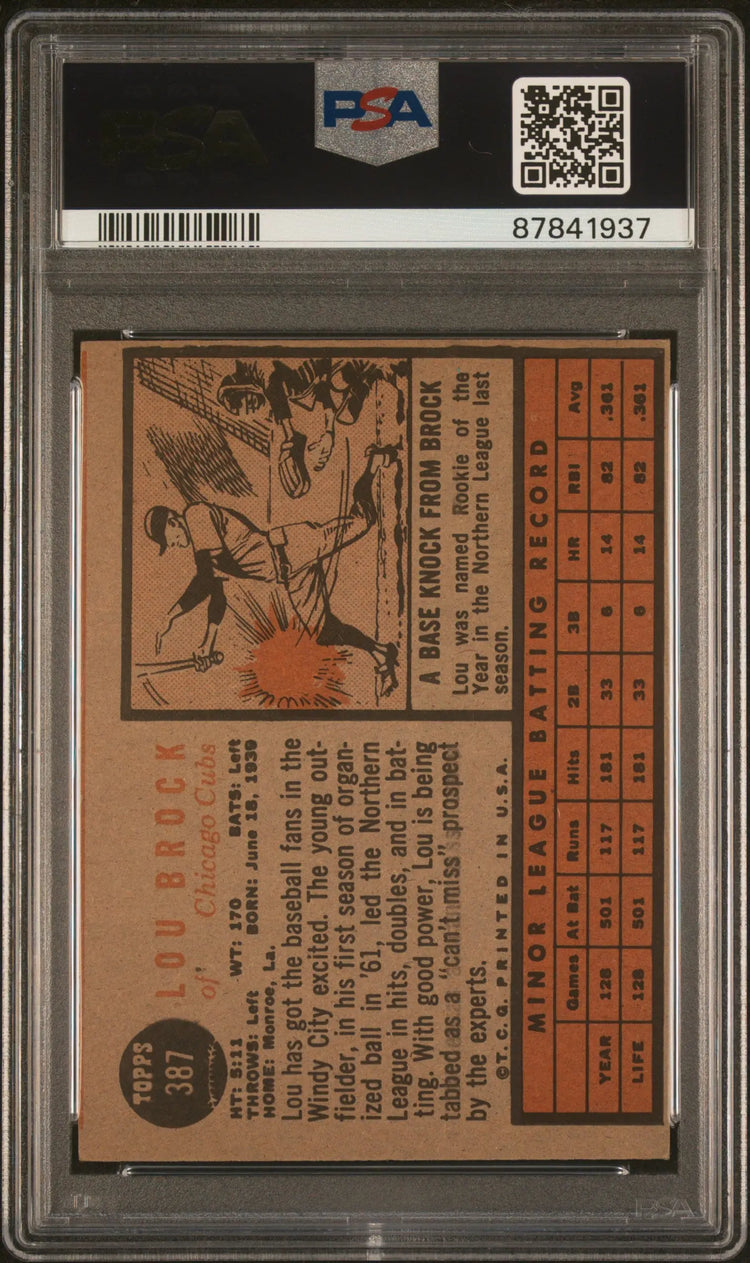 PSA
PSA
87841937
TOPPS
387
LOU BROCK
of' Chicago Cubs
HT: 5:11 WT: 170 BATS: Left
THROWS: Left BORN: June 18, 1939
HOME: Monroe, La.
Lou has got the baseball fans in the
Windy City excited. The young out-
fielder, in his first season of organ-
ized ball in '61, led the Northern
League in hits, doubles, and in bat-
ting. With good power, Lou is being
tabbed as a "can't miss" prospect
by the experts.
©T.C.G. PRINTED IN U.S.A.
A BASE KNOCK FROM BROCK
Lou was named Rookie of the
Year in the Northern League last
season.
MINOR LEAGUE BATTING RECORD
Games At Bat Runs Hits 2B 3B HR RBI Avg
YEAR 128 501 117 181 33 6 14 82 .361
LIFE 128 501 117 181 33 6 14 82 .361
PSA